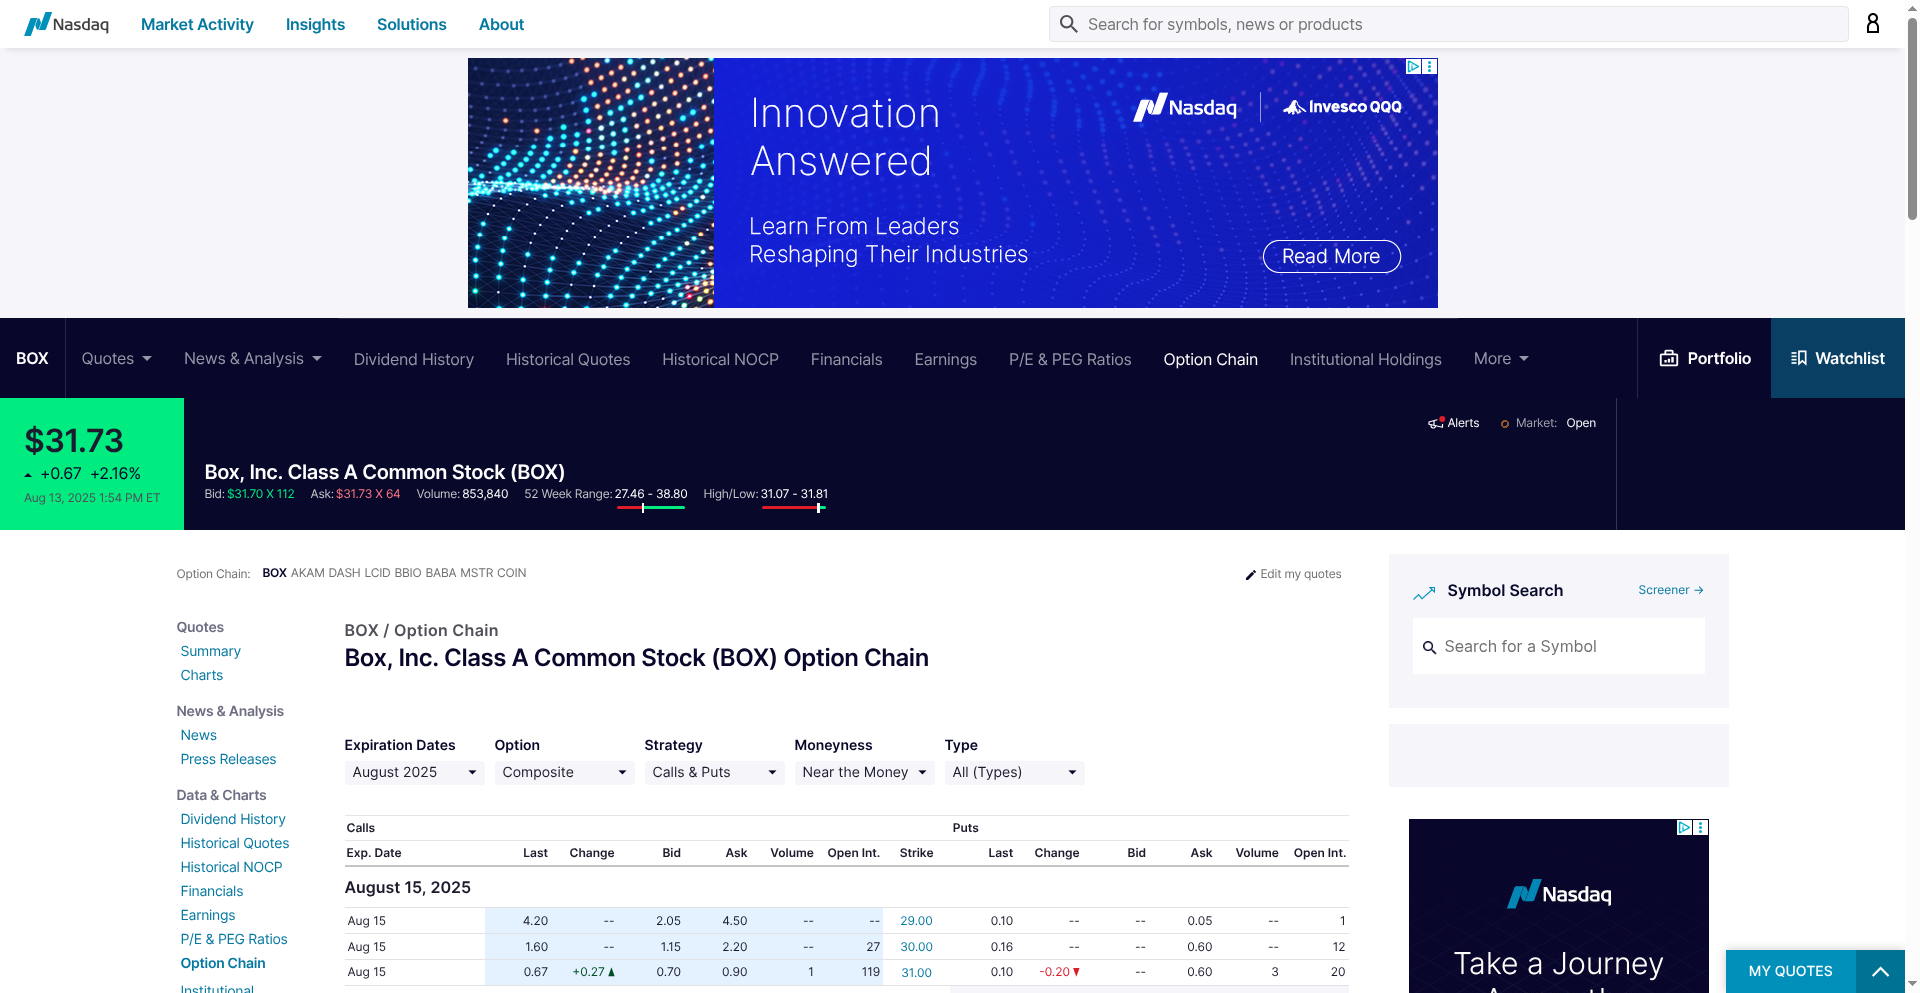 Nasdaq Market Activity Insights Solutions About Search for symbols, news or products
Innovation
Answered
Nasdaq Invesco QQQ
Learn From Leaders
Reshaping Their Industries
Read More
BOX Quotes News & Analysis Dividend History Historical Quotes Historical NOCP Financials Earnings P/E & PEG Ratios Option Chain Institutional Holdings More Portfolio Watchlist
$31.73
+0.67 +2.16%
Aug 13, 2025 1:54 PM ET
Alerts Market: Open
Box, Inc. Class A Common Stock (BOX)
Bid: $31.70 X 112 Ask: $31.73 X 64 Volume: 853,840 52 Week Range: 27.46 - 38.80 High/Low: 31.07 - 31.81
Option Chain: BOX AKAM DASH LCID BBIO BABA MSTR COIN Edit my quotes
Quotes
Summary
Charts
News & Analysis
News
Press Releases
Data & Charts
Dividend History
Historical Quotes
Historical NOCP
Financials
Earnings
P/E & PEG Ratios
Option Chain
Institutional
BOX / Option Chain
Box, Inc. Class A Common Stock (BOX) Option Chain
Expiration Dates Option Strategy Moneyness Type
August 2025 Composite Calls & Puts Near the Money All (Types)
Calls Puts
Exp. Date Last Change Bid Ask Volume Open Int. Strike Last Change Bid Ask Volume Open Int.
August 15, 2025
Aug 15 4.20 -- 2.05 4.50 -- -- 29.00 0.10 -- -- 0.05 -- 1
Aug 15 1.60 -- 1.15 2.20 -- 27 30.00 0.16 -- -- 0.60 -- 12
Aug 15 0.67 +0.27 0.70 0.90 1 119 31.00 0.10 -0.20 -- 0.60 3 20
Symbol Search Screener →
Search for a Symbol
Nasdaq
Take a Journey
MY QUOTES